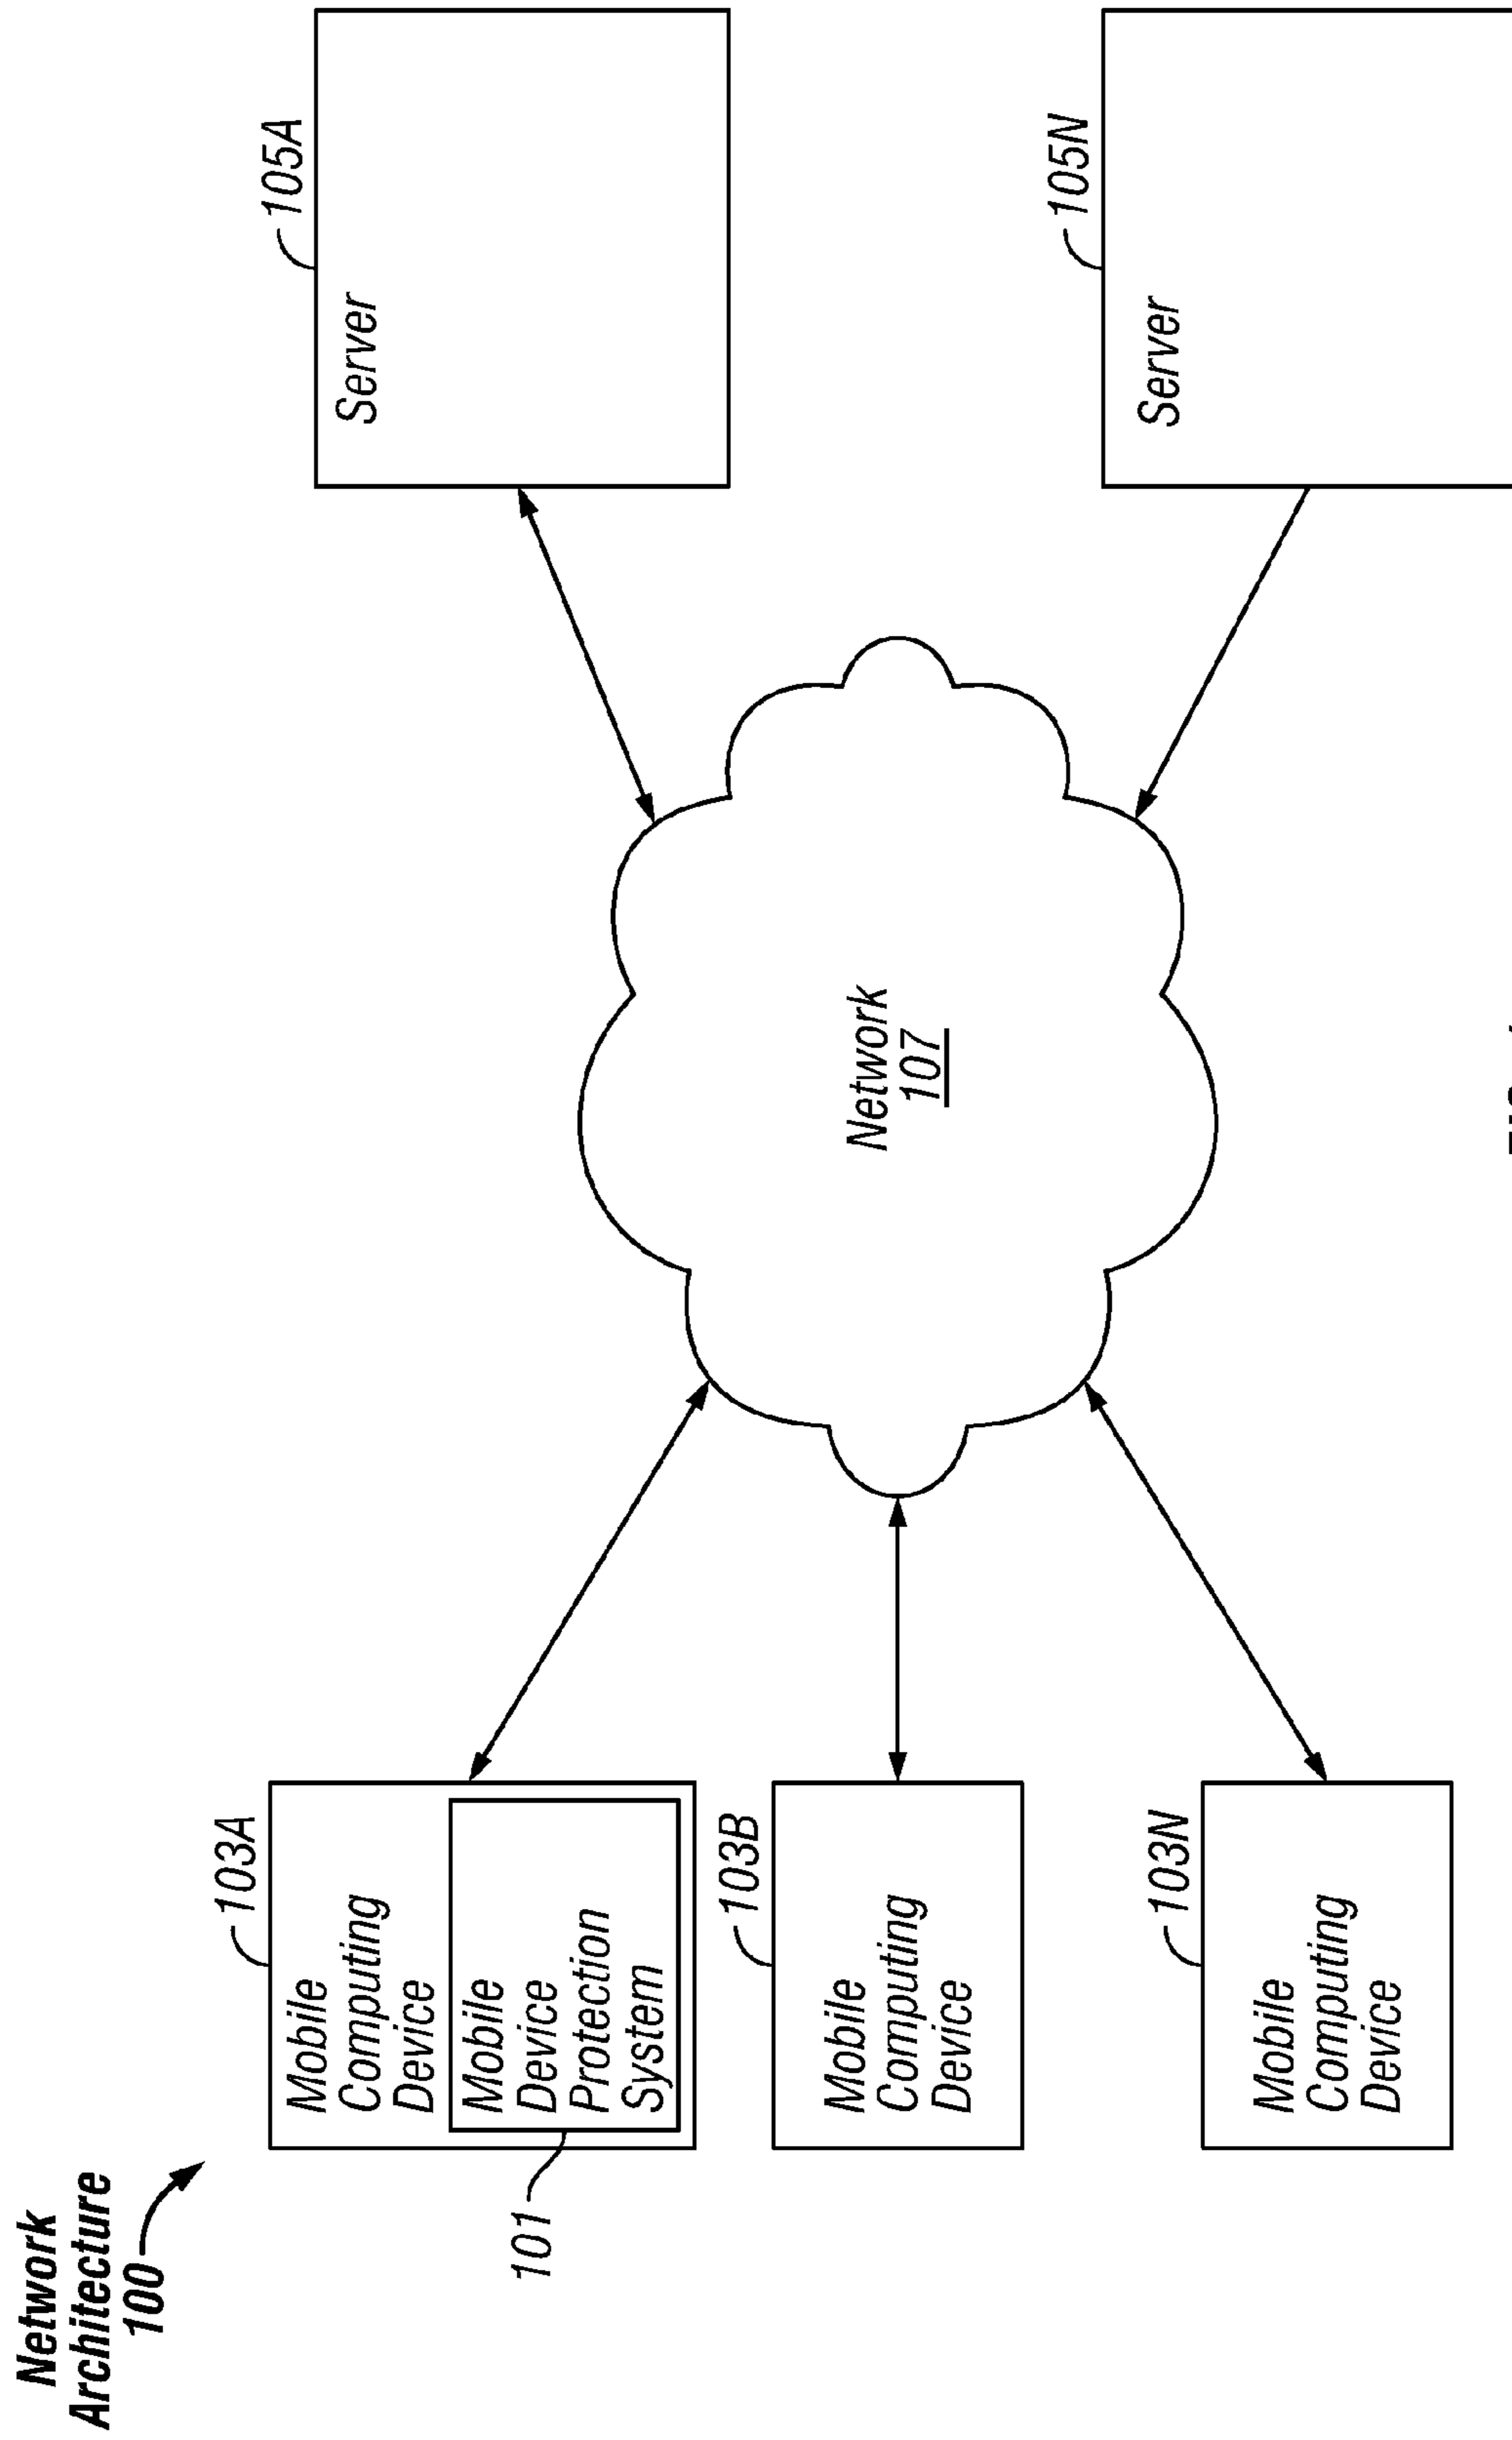 Network
Architecture
100
103A
Mobile
Computing
Device
Mobile
Device
Protection
System
101
103B
Mobile
Computing
Device
103N
Mobile
Computing
Device
Network
107
105A
Server
105N
Server